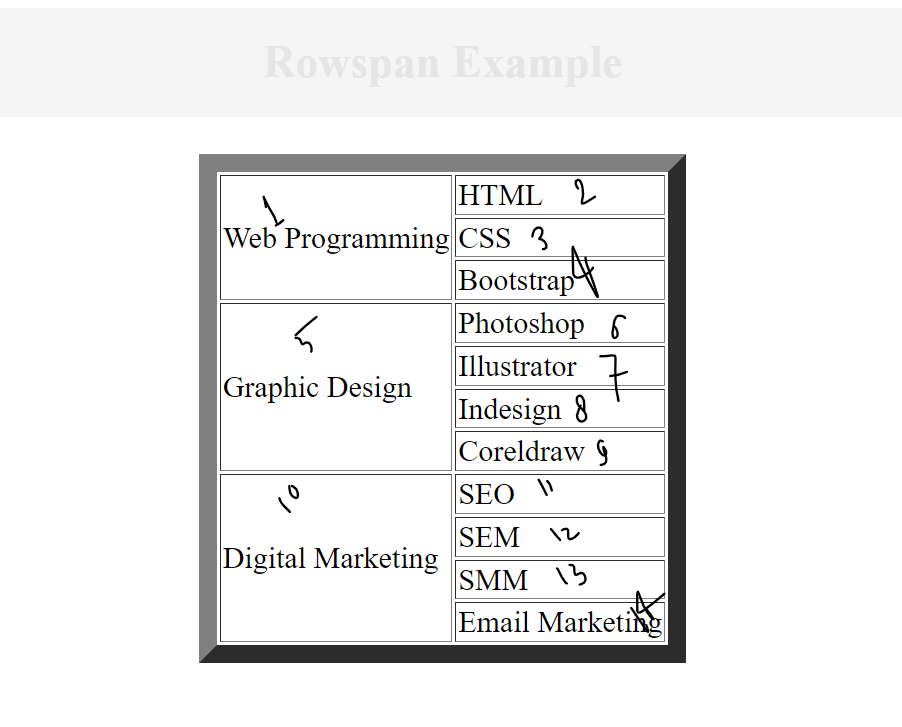 Rowspan Example
1
Web Programming
HTML 2
CSS 3
Bootstrap 4
5
Graphic Design
Photoshop 6
Illustrator 7
Indesign 8
Coreldraw 9
10
Digital Marketing
SEO 11
SEM 12
SMM 13
Email Marketing 14